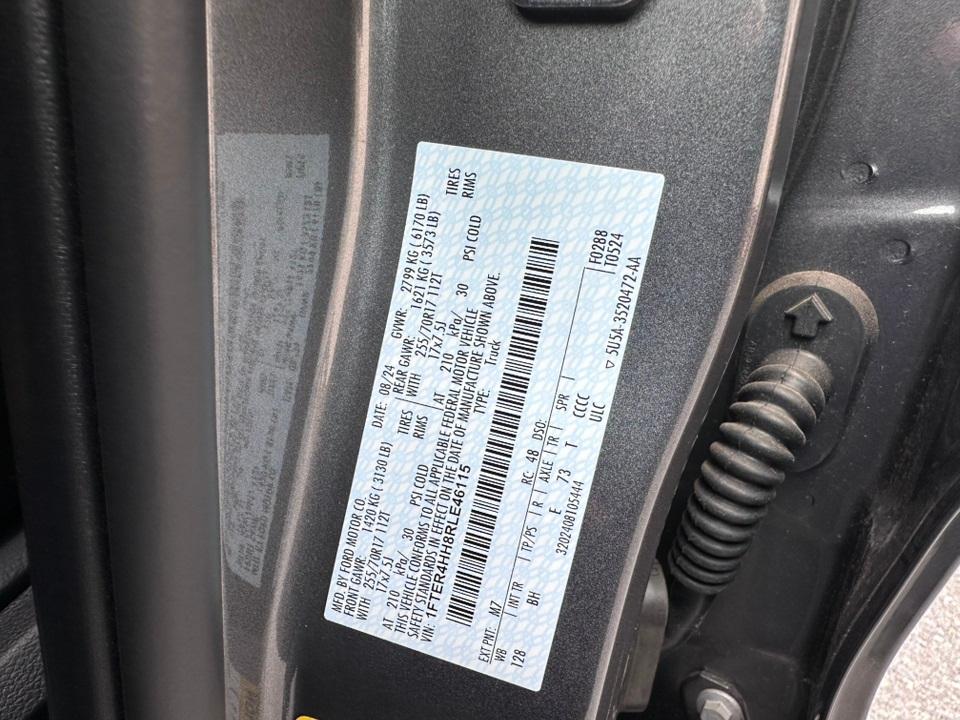 MFD. BY FORD MOTOR CO.
DATE: 08/24 GVWR: 2799 KG ( 6170 LB)
FRONT GAWR: 1420 KG ( 3130 LB) REAR GAWR: 1621 KG ( 3573 LB)
WITH 255/70R17 112T TIRES WITH 255/70R17 112T TIRES
17x7.5J RIMS 17x7.5J RIMS
AT 210 kPa/ 30 PSI COLD AT 210 kPa/ 30 PSI COLD
THIS VEHICLE CONFORMS TO ALL APPLICABLE FEDERAL MOTOR VEHICLE
SAFETY STANDARDS IN EFFECT ON THE DATE OF MANUFACTURE SHOWN ABOVE.
VIN: 1FTER4HH8RLE46115 TYPE: Truck
EXT PNT: M7 RC: 48 DSO: F0288
WB INT TR TP/PS R AXLE TR SPR T0524
128 BH E 73 T CCCC
ULC
3202408105444 ▽ 5U5A-3520472-AA